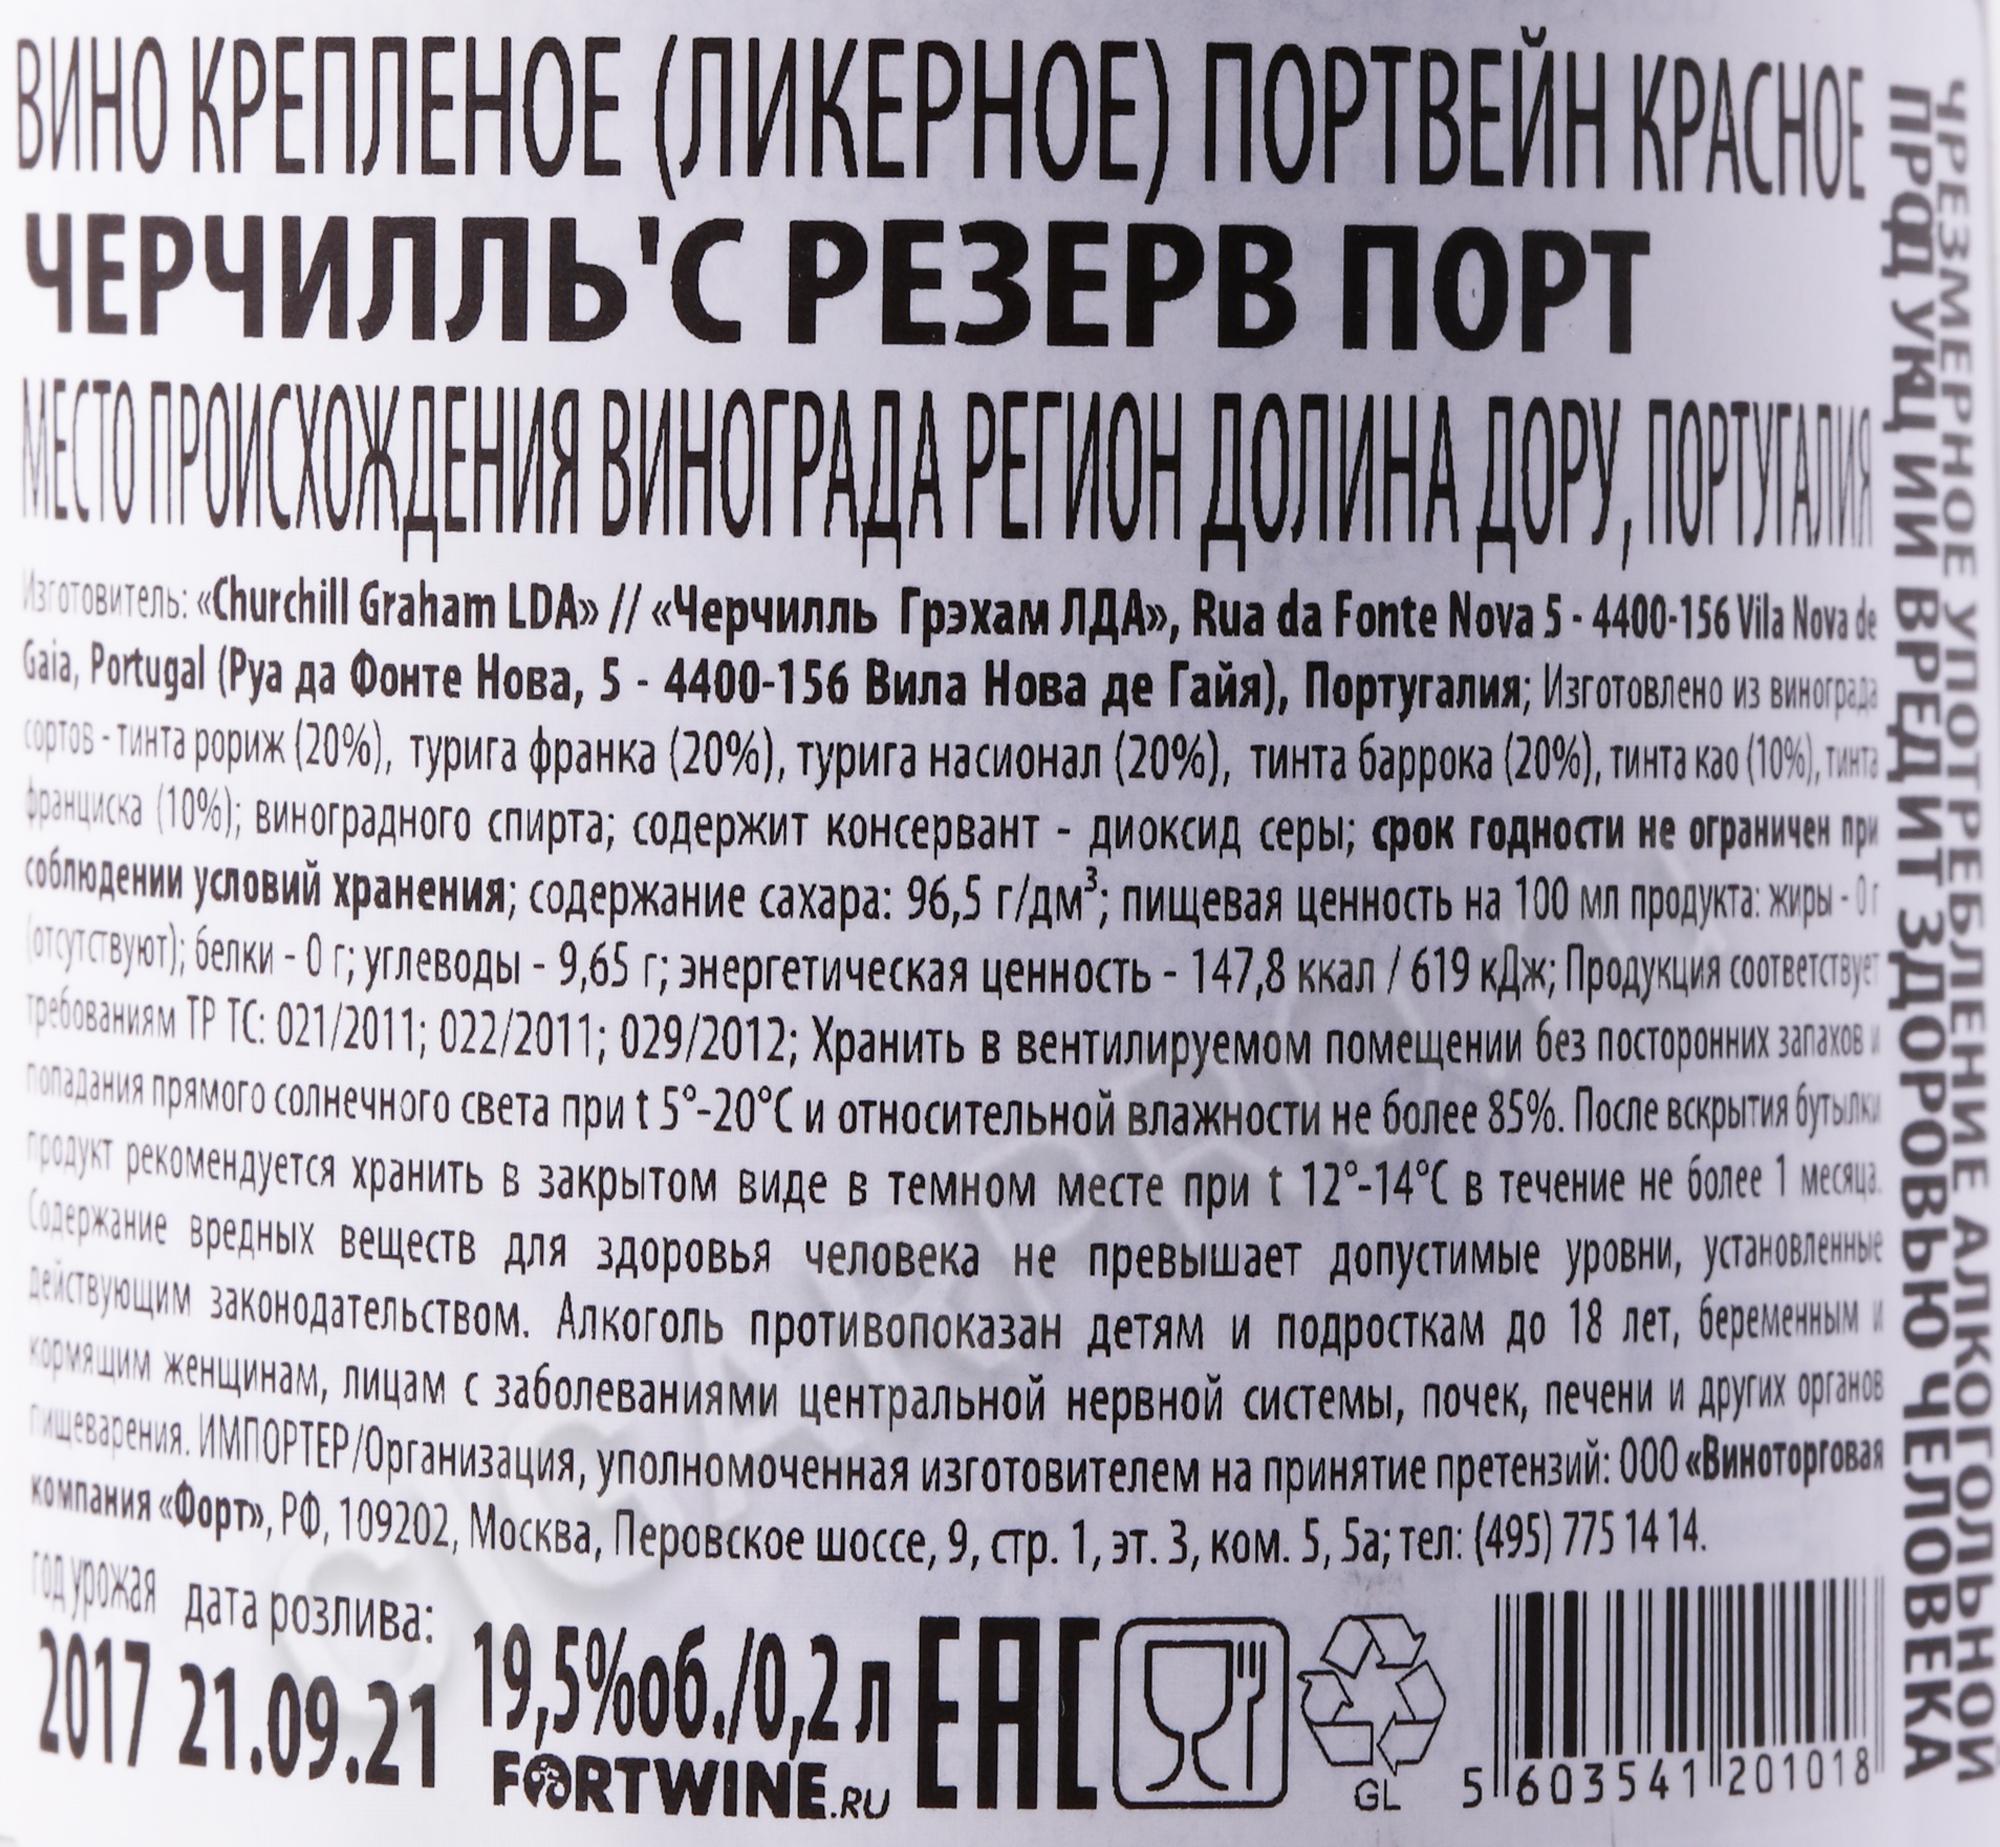 ВИНО КРЕПЛЕНОЕ (ЛИКЕРНОЕ) ПОРТВЕЙН КРАСНОЕ
ЧЕРЧИЛЛЬ'С РЕЗЕРВ ПОРТ
МЕСТО ПРОИСХОЖДЕНИЯ ВИНОГРАДА РЕГИОН ДОЛИНА ДОРУ, ПОРТУГАЛИЯ
Изготовитель: «Churchill Graham LDA» // «Черчилль Грэхам ЛДА», Rua da Fonte Nova 5 - 4400-156 Vila Nova de
Gaia, Portugal (Руа да Фонте Нова, 5 - 4400-156 Вила Нова де Гайя), Португалия; Изготовлено из винограда
сортов - тинта рориж (20%), турига франка (20%), турига насионал (20%), тинта баррока (20%), тинта као (10%), тинта
франциска (10%); виноградного спирта; содержит консервант - диоксид серы; срок годности не ограничен при
соблюдении условий хранения; содержание сахара: 96,5 г/дм³; пищевая ценность на 100 мл продукта: жиры - 0 г
(отсутствуют); белки - 0 г; углеводы - 9,65 г; энергетическая ценность - 147,8 ккал / 619 кДж; Продукция соответствует
требованиям ТР ТС: 021/2011; 022/2011; 029/2012; Хранить в вентилируемом помещении без посторонних запахов и
попадания прямого солнечного света при t 5°-20°C и относительной влажности не более 85%. После вскрытия бутылки
продукт рекомендуется хранить в закрытом виде в темном месте при t 12°-14°C в течение не более 1 месяца.
Содержание вредных веществ для здоровья человека не превышает допустимые уровни, установленные
действующим законодательством. Алкоголь противопоказан детям и подросткам до 18 лет, беременным и
кормящим женщинам, лицам с заболеваниями центральной нервной системы, почек, печени и других органов
пищеварения. ИМПОРТЕР/Организация, уполномоченная изготовителем на принятие претензий: ООО «Виноторговая
компания «Форт», РФ, 109202, Москва, Перовское шоссе, 9, стр. 1, эт. 3, ком. 5, 5а; тел: (495) 775 14 14.
год урожая дата розлива:
2017 21.09.21
19,5%об./0,2 л
FORTWINE.RU
EAC
GL
5 603541 201018
ЧРЕЗМЕРНОЕ УПОТРЕБЛЕНИЕ АЛКОГОЛЬНОЙ
ПРОДУКЦИИ ВРЕДИТ ЗДОРОВЬЮ ЧЕЛОВЕКА
CIGARPRO.ru